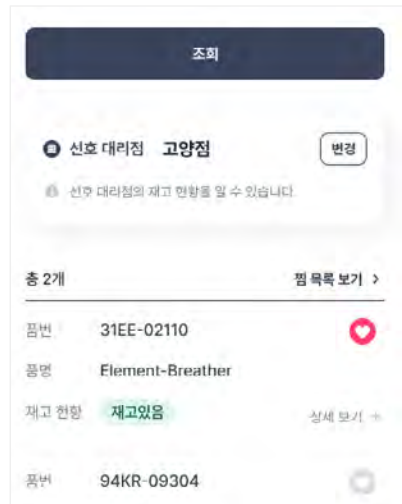 조회
선호 대리점 고양점 변경
선호 대리점의 재고 현황을 알 수 있습니다.
총 2개 찜 목록 보기 >
품번 31EE-02110
품명 Element-Breather
재고 현황 재고있음 상세 보기 +
품번 94KR-09304